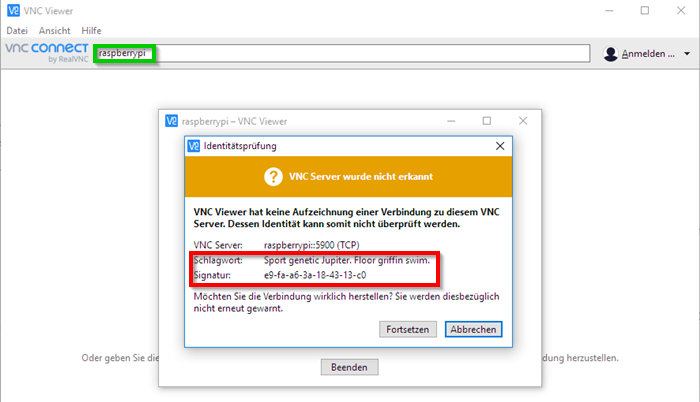 VNC Viewer
Datei Ansicht Hilfe
vnc connect
by RealVNC
raspberrypi
Anmelden ...
raspberrypi – VNC Viewer
Identitätsprüfung
VNC Server wurde nicht erkannt
VNC Viewer hat keine Aufzeichnung einer Verbindung zu diesem VNC
Server. Dessen Identität kann somit nicht überprüft werden.
VNC Server: raspberrypi::5900 (TCP)
Schlagwort: Sport genetic Jupiter. Floor griffin swim.
Signatur: e9-fa-a6-3a-18-43-13-c0
Möchten Sie die Verbindung wirklich herstellen? Sie werden diesbezüglich
nicht erneut gewarnt.
Fortsetzen Abbrechen
Oder geben Sie die
dung herzustellen.
Beenden